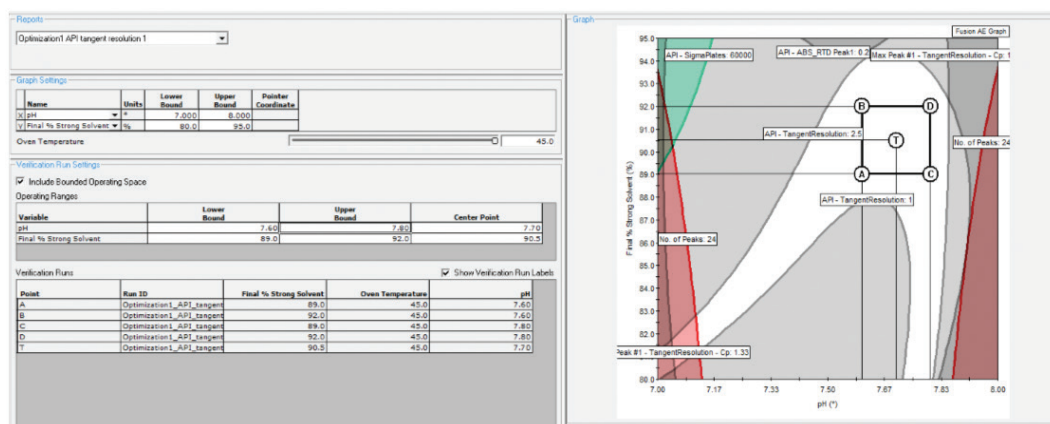 Reports
Optimization1 API tangent resolution 1
Graph Settings
Name Units Lower Bound Upper Bound Pointer Coordinate
X pH * 7.000 8.000
Y Final % Strong Solvent % 80.0 95.0
Oven Temperature 45.0
Verification Run Settings
Include Bounded Operating Space
Operating Ranges
Variable Lower Bound Upper Bound Center Point
pH 7.60 7.80 7.70
Final % Strong Solvent 89.0 92.0 90.5
Verification Runs Show Verification Run Labels
Point Run ID Final % Strong Solvent Oven Temperature pH
A Optimization1_API_tangent 89.0 45.0 7.60
B Optimization1_API_tangent 92.0 45.0 7.60
C Optimization1_API_tangent 89.0 45.0 7.80
D Optimization1_API_tangent 92.0 45.0 7.80
T Optimization1_API_tangent 90.5 45.0 7.70
Graph
Fusion AE Graph
API - SigmaPlates: 60000
API - ABS_RTD Peak1: 0.2
Max Peak #1 - TangentResolution - Cp: 1
B
D
API - TangentResolution: 2.5
T
No. of Peaks: 24
A
C
API - TangentResolution: 1
No. of Peaks: 24
Peak #1 - TangentResolution - Cp: 1.33
Final % Strong Solvent (%)
95.0
94.0
93.0
92.0
91.0
90.0
89.0
88.0
87.0
86.0
85.0
84.0
83.0
82.0
81.0
80.0
7.00 7.17 7.33 7.50 7.67 7.83 8.00
pH (*)